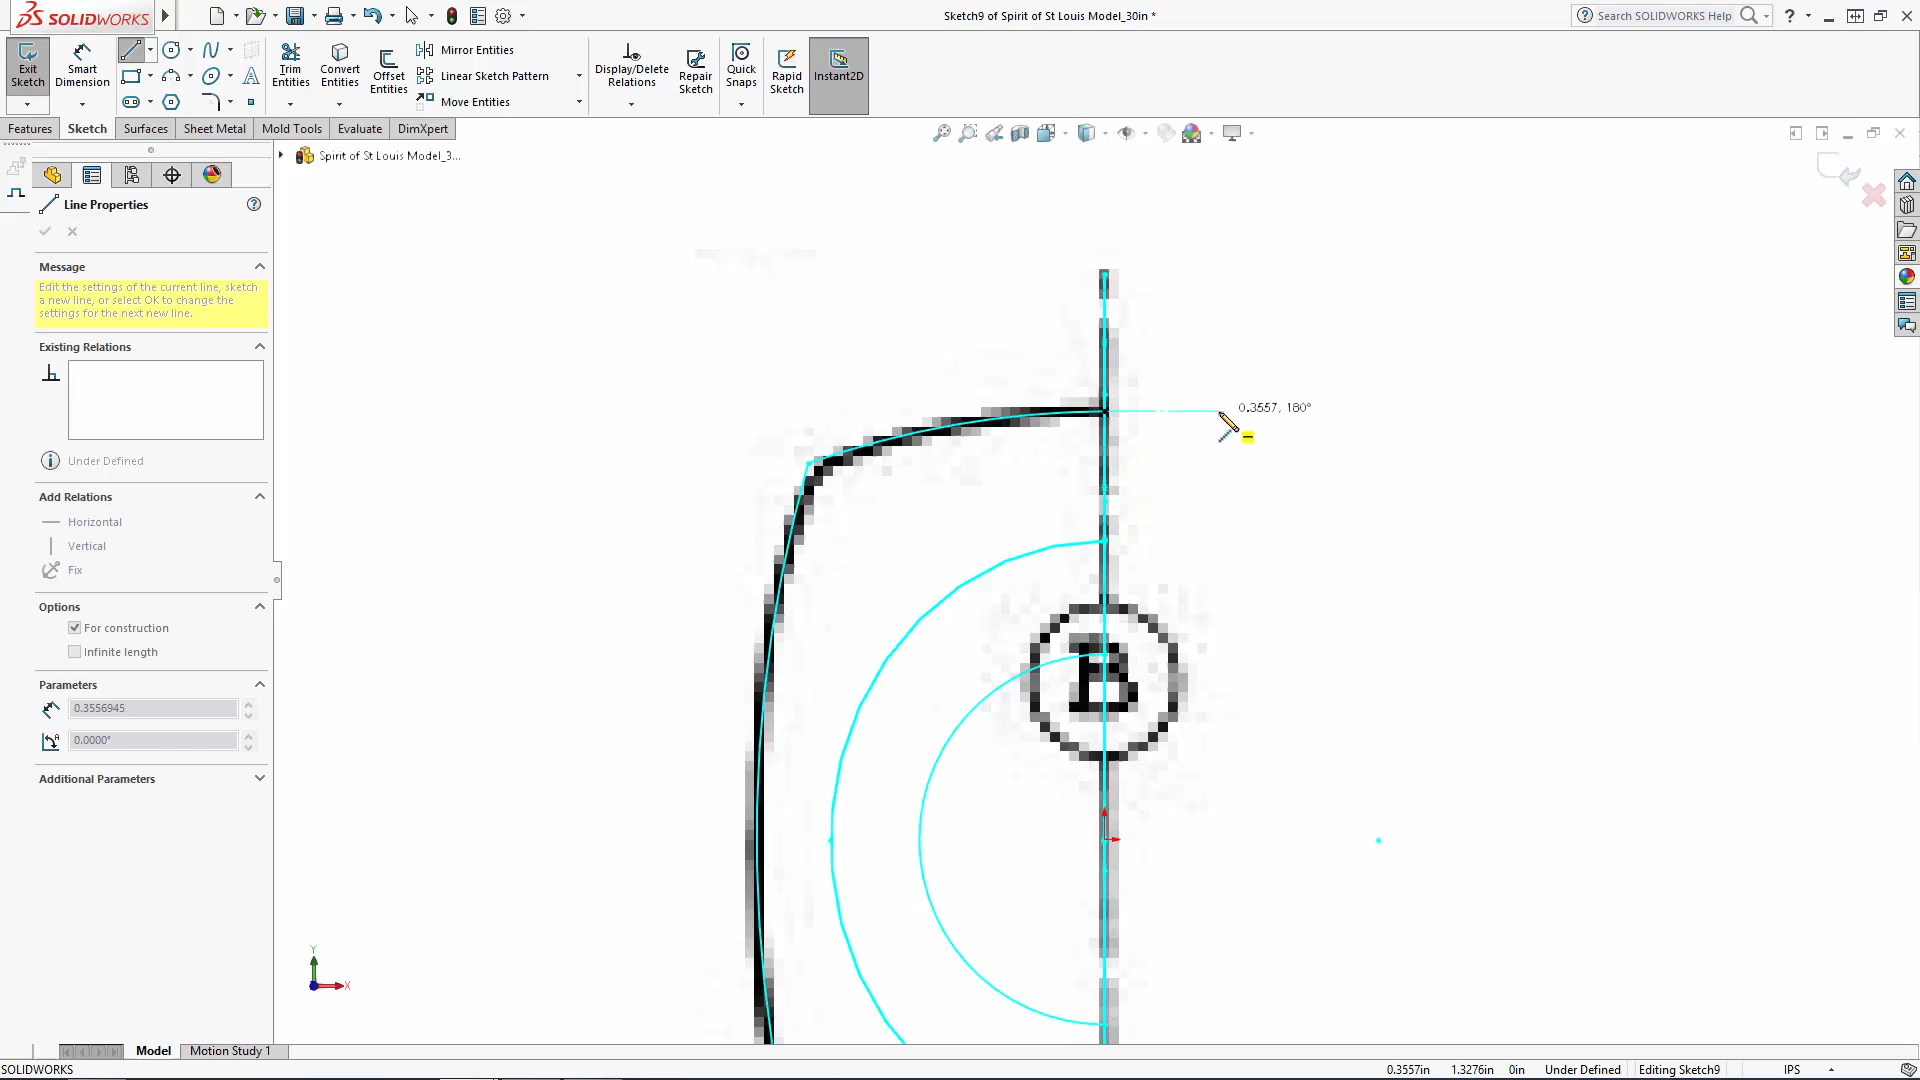 SOLIDWORKS
Sketch9 of Spirit of St Louis Model_30in *
Search SOLIDWORKS Help
Exit Sketch
Smart Dimension
Trim Entities
Convert Entities
Offset Entities
Mirror Entities
Linear Sketch Pattern
Move Entities
Display/Delete Relations
Repair Sketch
Quick Snaps
Rapid Sketch
Instant2D
Features
Sketch
Surfaces
Sheet Metal
Mold Tools
Evaluate
DimXpert
Spirit of St Louis Model_3...
Line Properties
Message
Edit the settings of the current line, sketch
a new line, or select OK to change the
settings for the next new line.
Existing Relations
Under Defined
Add Relations
Horizontal
Vertical
Fix
Options
For construction
Infinite length
Parameters
0.3556945
0.0000°
Additional Parameters
0.3557, 180°
B
Y
X
Model
Motion Study 1
SOLIDWORKS
0.3557in
1.3276in
0in
Under Defined
Editing Sketch9
IPS